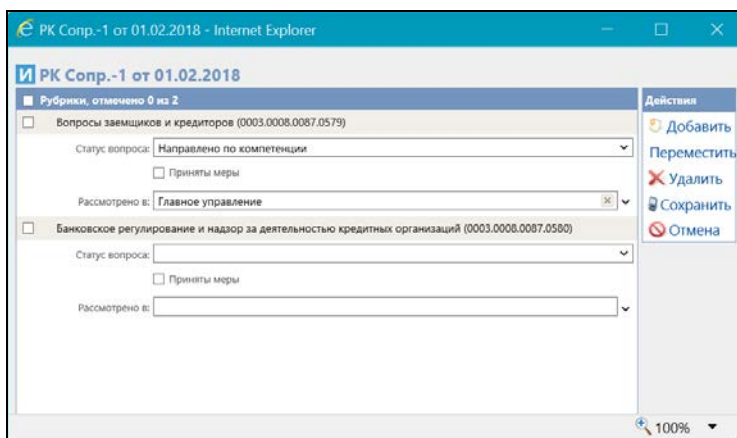 РК Сопр.-1 от 01.02.2018 - Internet Explorer
И РК Сопр.-1 от 01.02.2018
Рубрики, отмечено 0 из 2
Действия
Вопросы заемщиков и кредиторов (0003.0008.0087.0579)
Добавить
Статус вопроса: Направлено по компетенции
Переместить
Приняты меры
Удалить
Рассмотрено в: Главное управление
Сохранить
Банковское регулирование и надзор за деятельностью кредитных организаций (0003.0008.0087.0580)
Отмена
Статус вопроса:
Приняты меры
Рассмотрено в:
100%